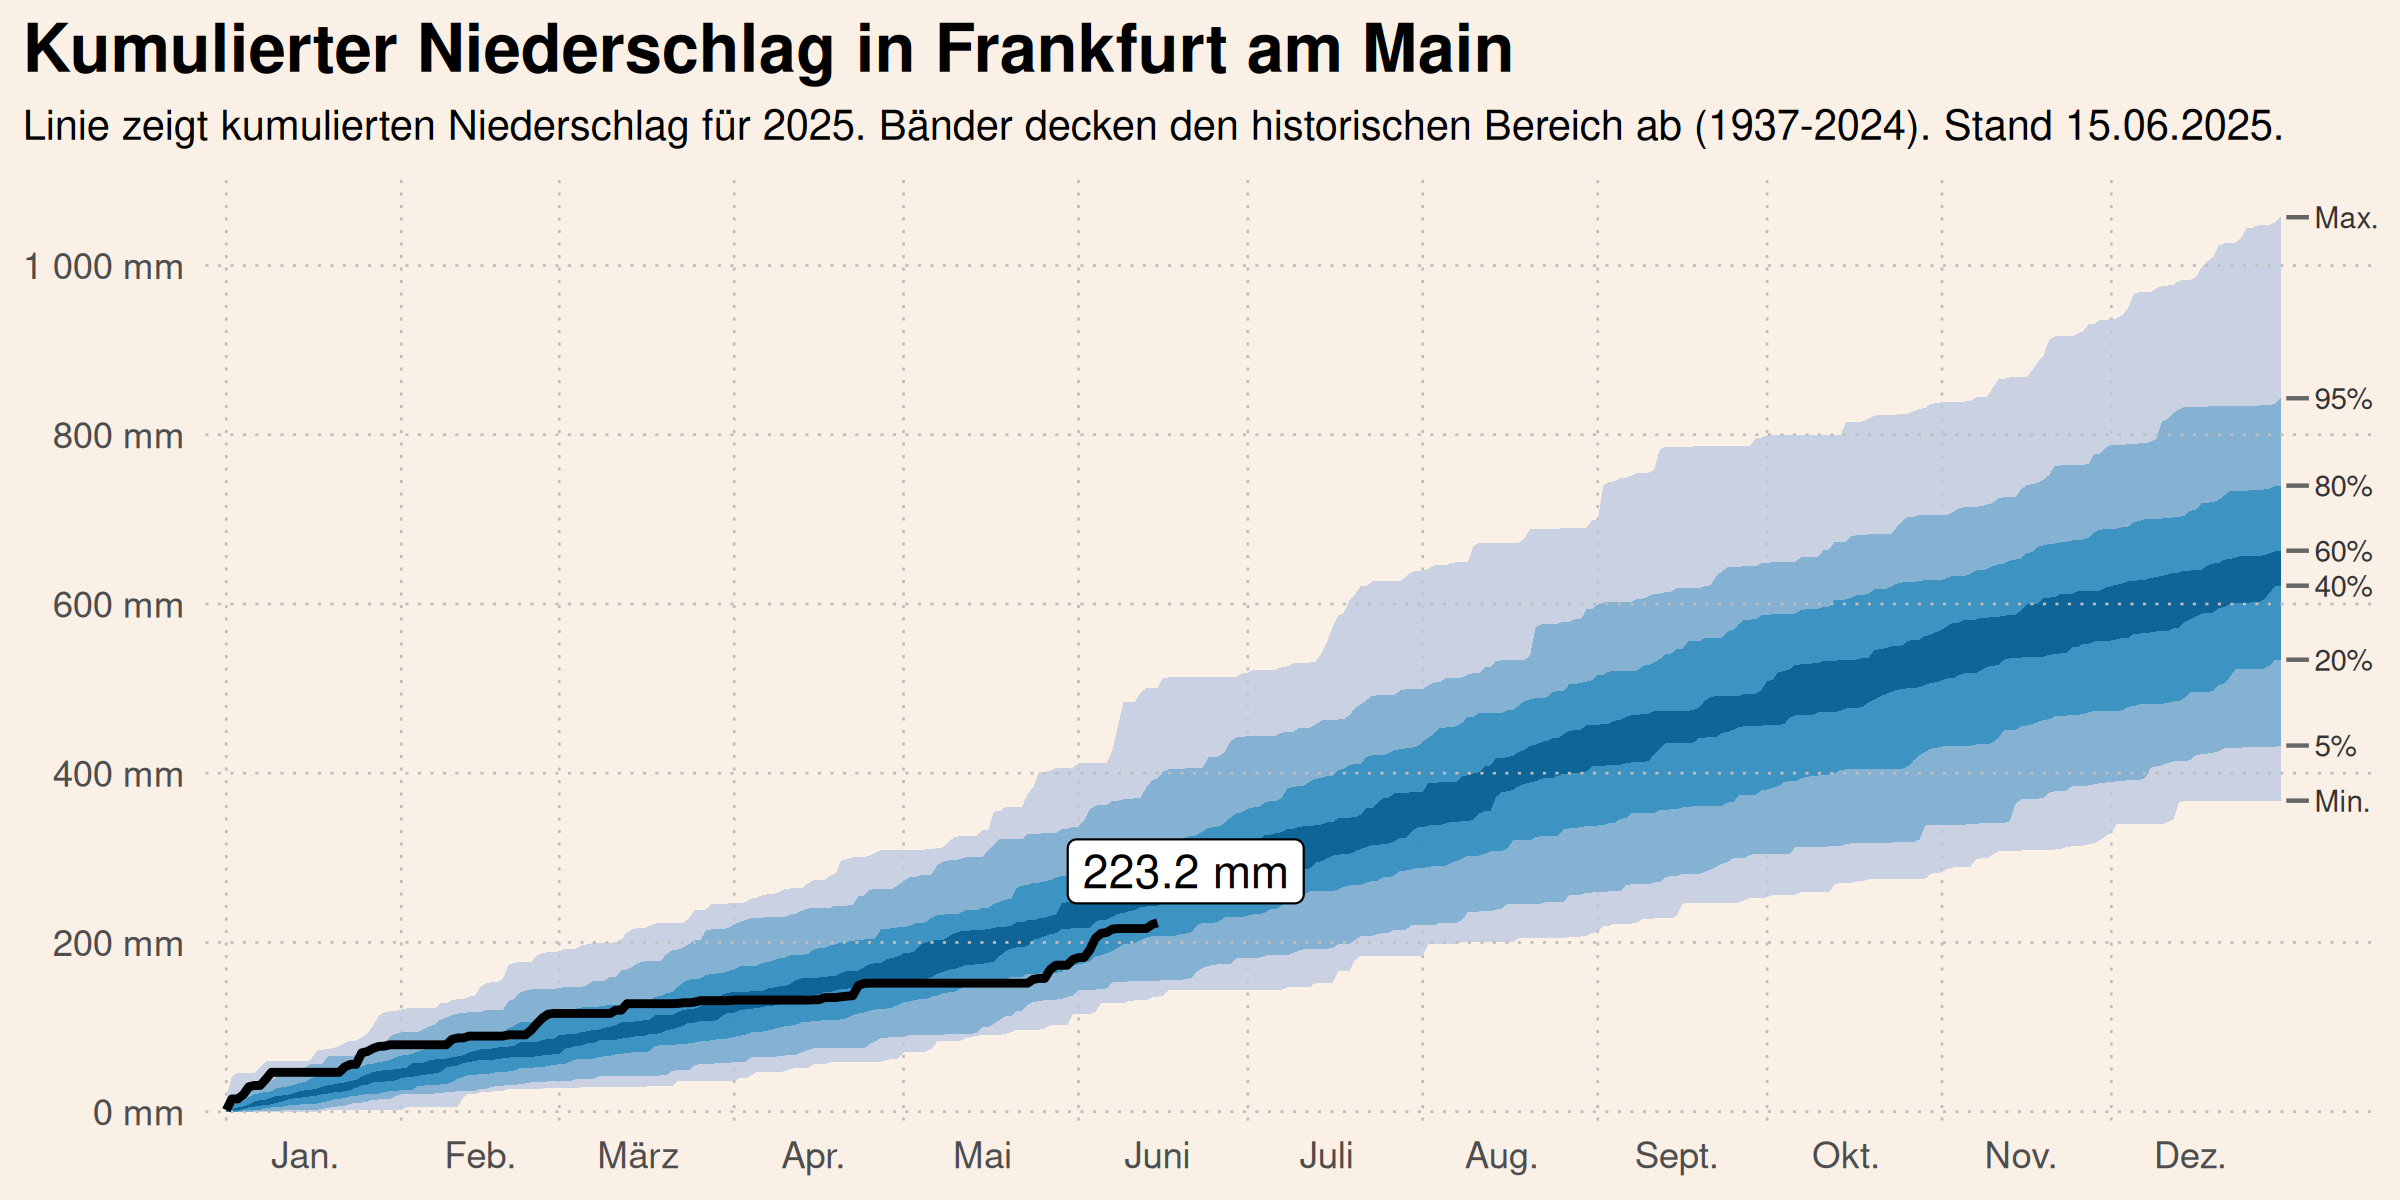 Kumulierter Niederschlag in Frankfurt am Main
Linie zeigt kumulierten Niederschlag für 2025. Bänder decken den historischen Bereich ab (1937-2024). Stand 15.06.2025.
Max.
1 000 mm
95%
800 mm
80%
60%
40%
600 mm
20%
5%
400 mm
Min.
223.2 mm
200 mm
0 mm
Jan. Feb. März Apr. Mai Juni Juli Aug. Sept. Okt. Nov. Dez.